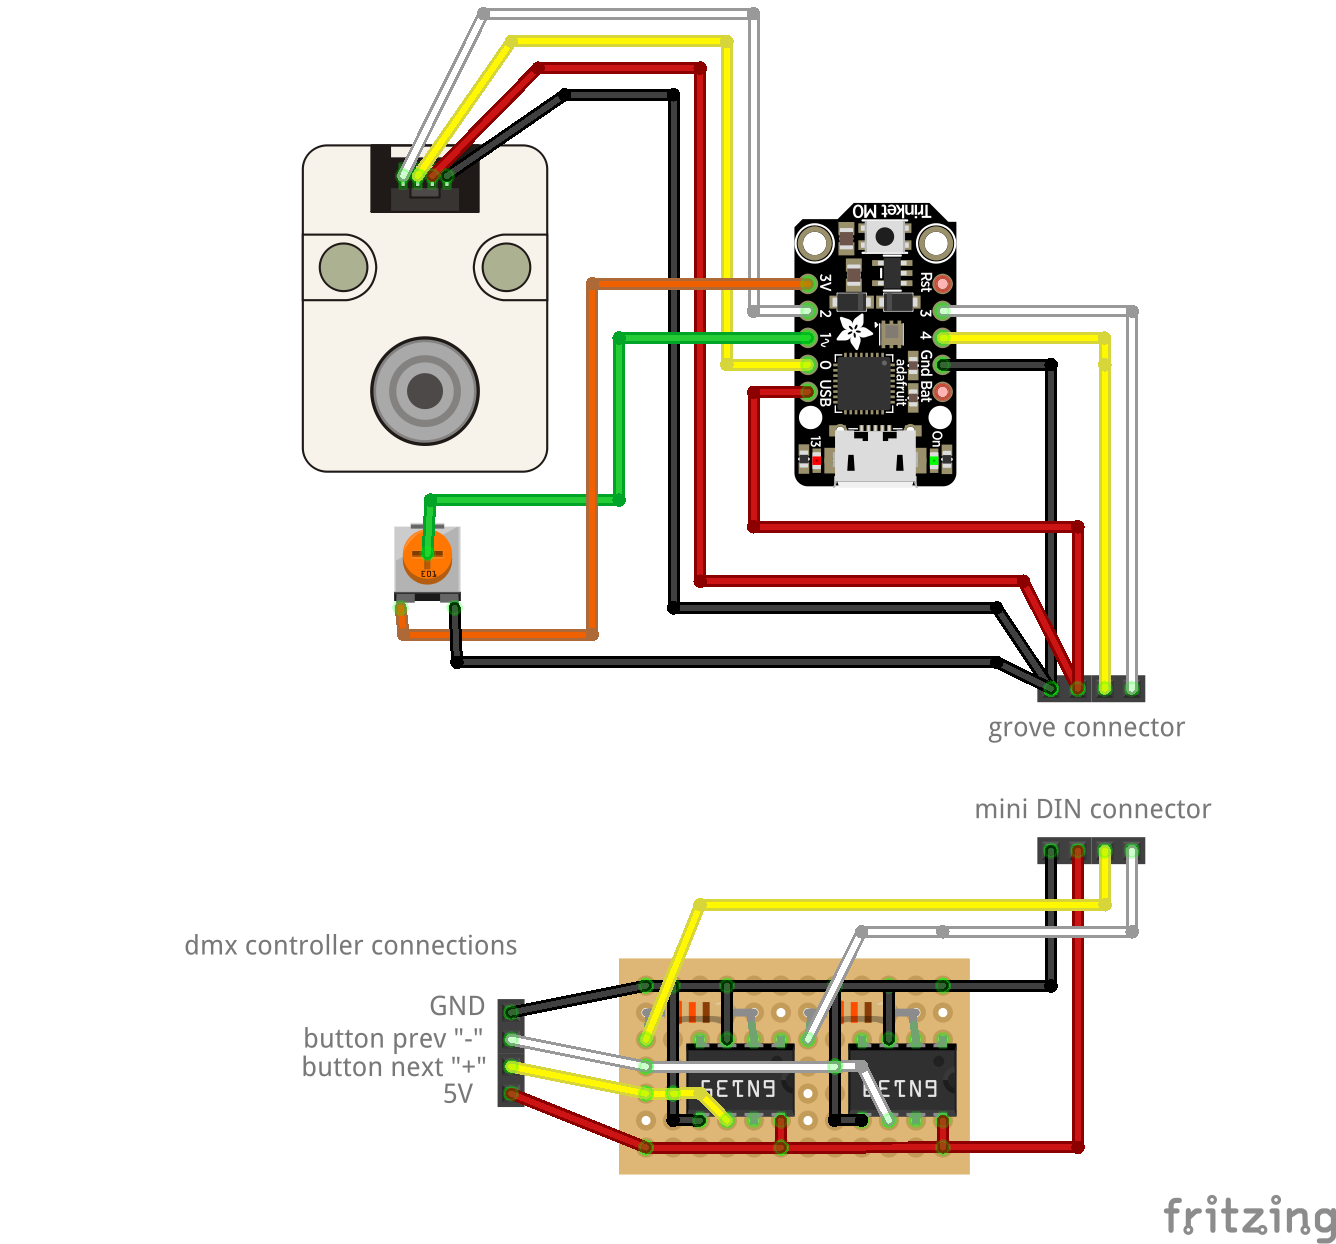 Trinket M0
3V
Rst
2
3
1~
4
0
Gnd
USB
Bat
adafruit
13
On
E01
grove connector
mini DIN connector
dmx controller connections
GND
button prev "-"
button next "+"
5V
6N139
6N139
fritzing